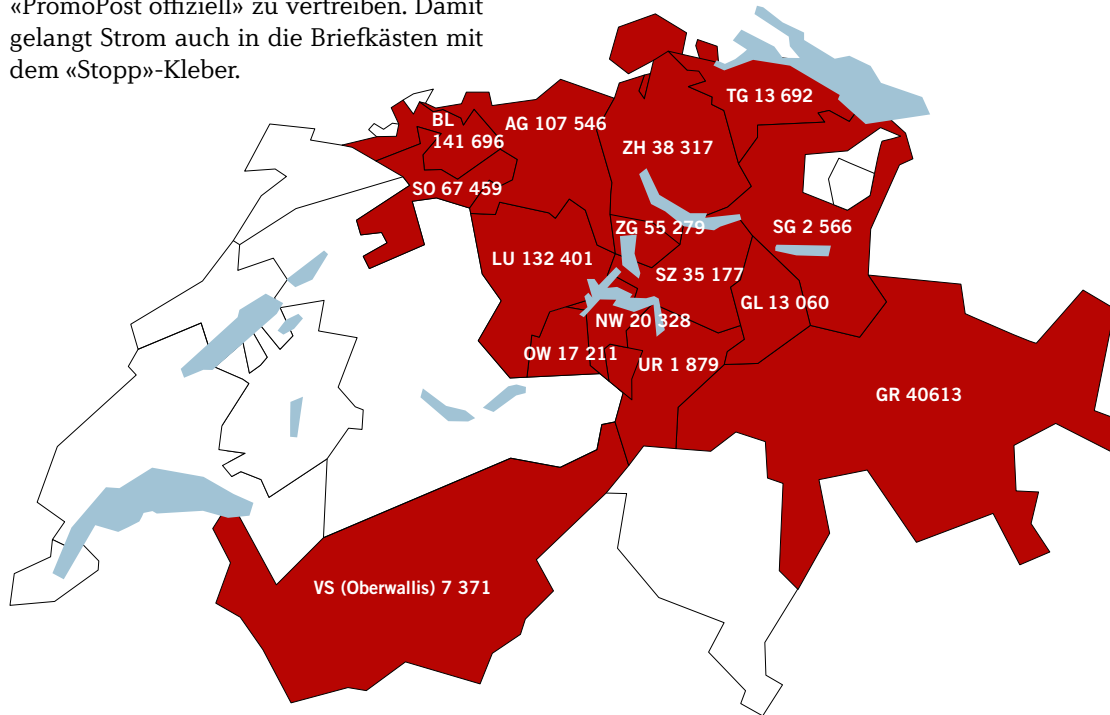 «PromoPost offiziell» zu vertreiben. Damit
gelangt Strom auch in die Briefkästen mit
dem «Stopp»-Kleber.
TG 13 692
BL
141 696
AG 107 546
ZH 38 317
SO 67 459
ZG 55 279
SG 2 566
LU 132 401
SZ 35 177
GL 13 060
NW 20 328
OW 17 211
UR 1 879
GR 40613
VS (Oberwallis) 7 371